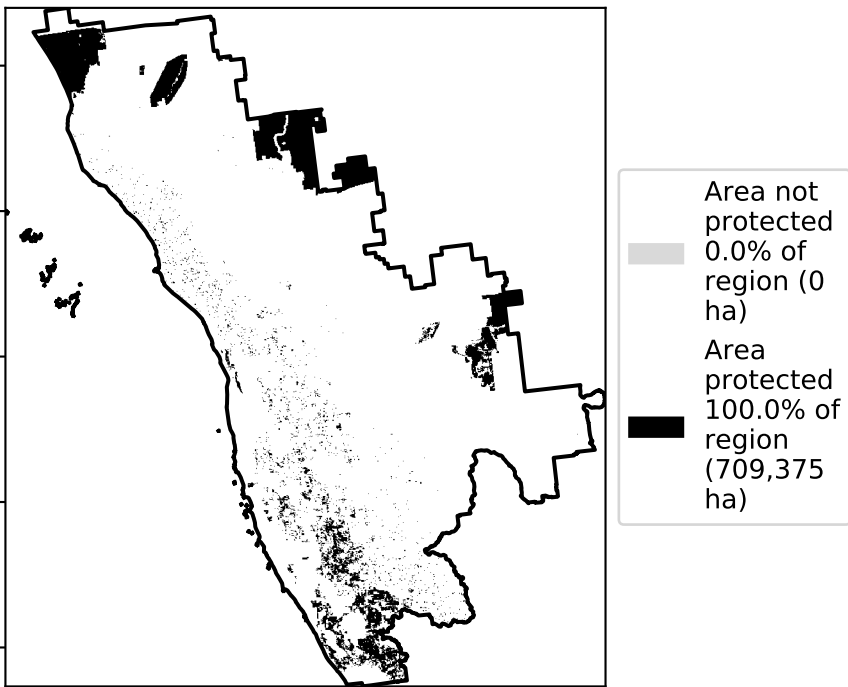 Area not
protected
0.0% of
region (0
ha)
Area
protected
100.0% of
region
(709,375
ha)